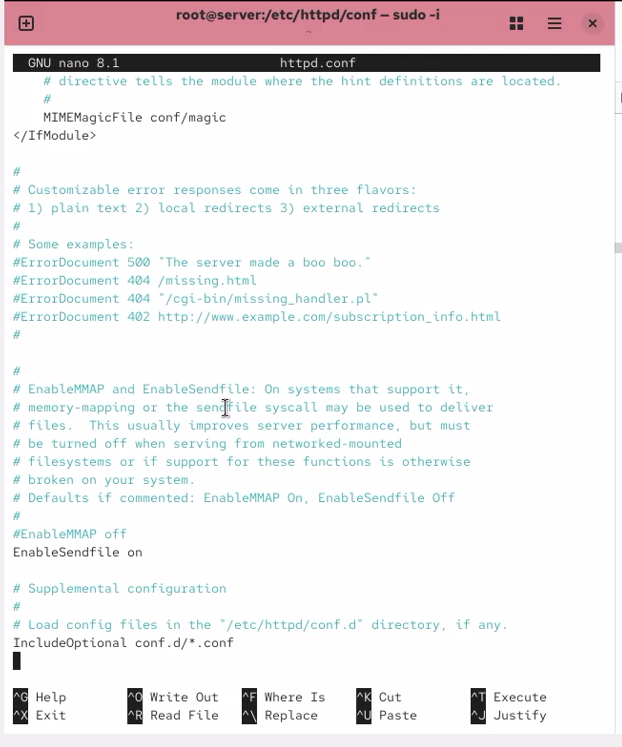 root@server:/etc/httpd/conf — sudo -i
~
GNU nano 8.1 httpd.conf
# directive tells the module where the hint definitions are located.
#
MIMEMagicFile conf/magic
</IfModule>
#
# Customizable error responses come in three flavors:
# 1) plain text 2) local redirects 3) external redirects
#
# Some examples:
#ErrorDocument 500 "The server made a boo boo."
#ErrorDocument 404 /missing.html
#ErrorDocument 404 "/cgi-bin/missing_handler.pl"
#ErrorDocument 402 http://www.example.com/subscription_info.html
#
#
# EnableMMAP and EnableSendfile: On systems that support it,
# memory-mapping or the sendfile syscall may be used to deliver
# files.  This usually improves server performance, but must
# be turned off when serving from networked-mounted
# filesystems or if support for these functions is otherwise
# broken on your system.
# Defaults if commented: EnableMMAP On, EnableSendfile Off
#
#EnableMMAP off
EnableSendfile on
# Supplemental configuration
#
# Load config files in the "/etc/httpd/conf.d" directory, if any.
IncludeOptional conf.d/*.conf
^G Help ^O Write Out ^F Where Is ^K Cut ^T Execute
^X Exit ^R Read File ^\ Replace ^U Paste ^J Justify